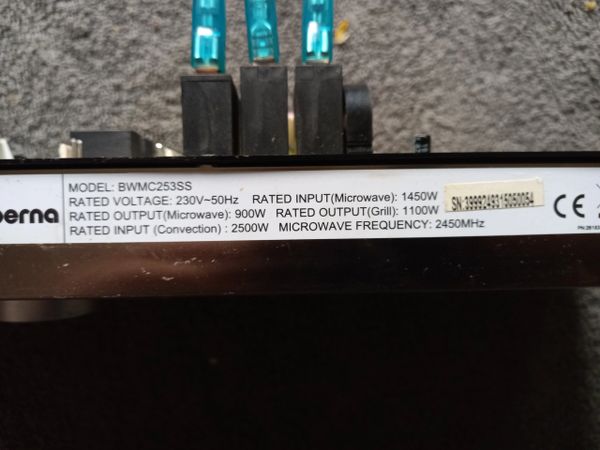 MODEL: BWMC253SS
RATED VOLTAGE: 230V~50Hz RATED INPUT(Microwave): 1450W
RATED OUTPUT(Microwave): 900W RATED OUTPUT(Grill): 1100W
RATED INPUT (Convection) : 2500W MICROWAVE FREQUENCY: 2450MHz
erna
SN:3999249315050054
CE